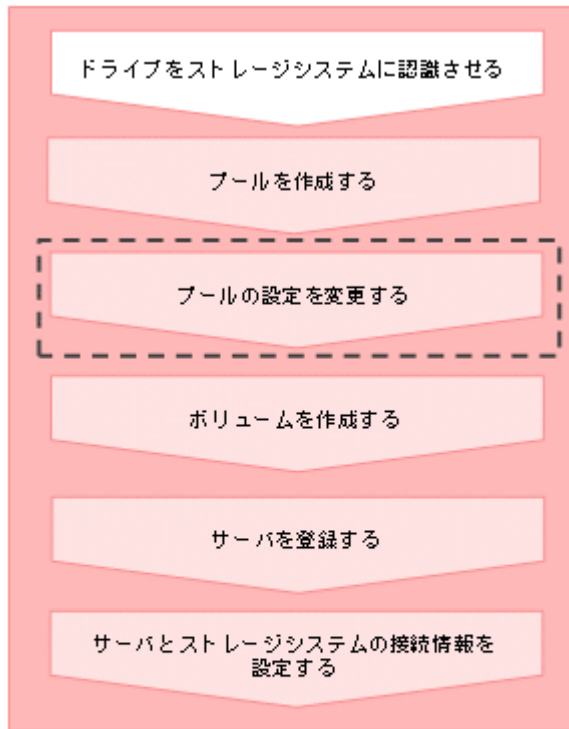 ドライブをストレージシステムに認識させる
プールを作成する
プールの設定を変更する
ボリュームを作成する
サーバを登録する
サーバとストレージシステムの接続情報を
設定する